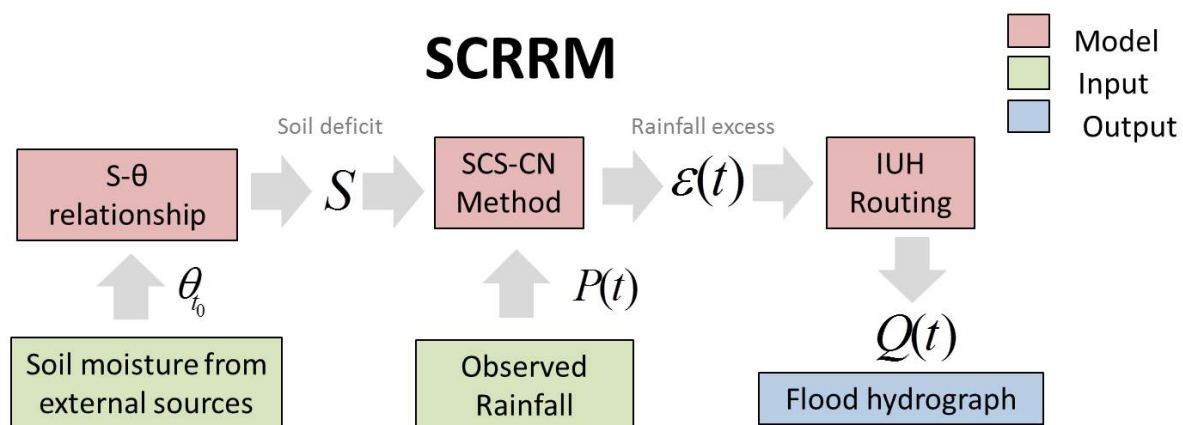 SCRRM
Model
Input
Output
Soil deficit
Rainfall excess
S-θ
relationship
S
SCS-CN
Method
ε(t)
IUH
Routing
θt0
P(t)
Q(t)
Soil moisture from
external sources
Observed
Rainfall
Flood hydrograph